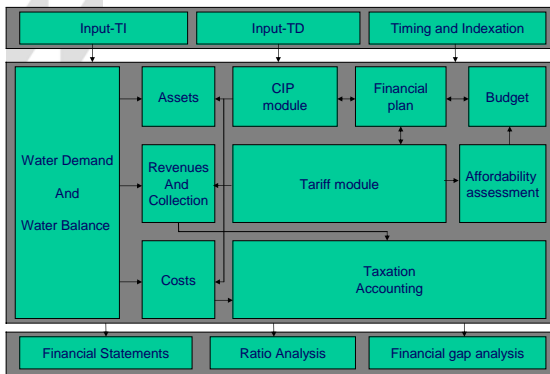 Input-TI
Input-TD
Timing and Indexation
Assets
CIP
module
Financial
plan
Budget
Water Demand
And
Water Balance
Revenues
And
Collection
Tariff module
Affordability
assessment
Costs
Taxation
Accounting
Financial Statements
Ratio Analysis
Financial gap analysis